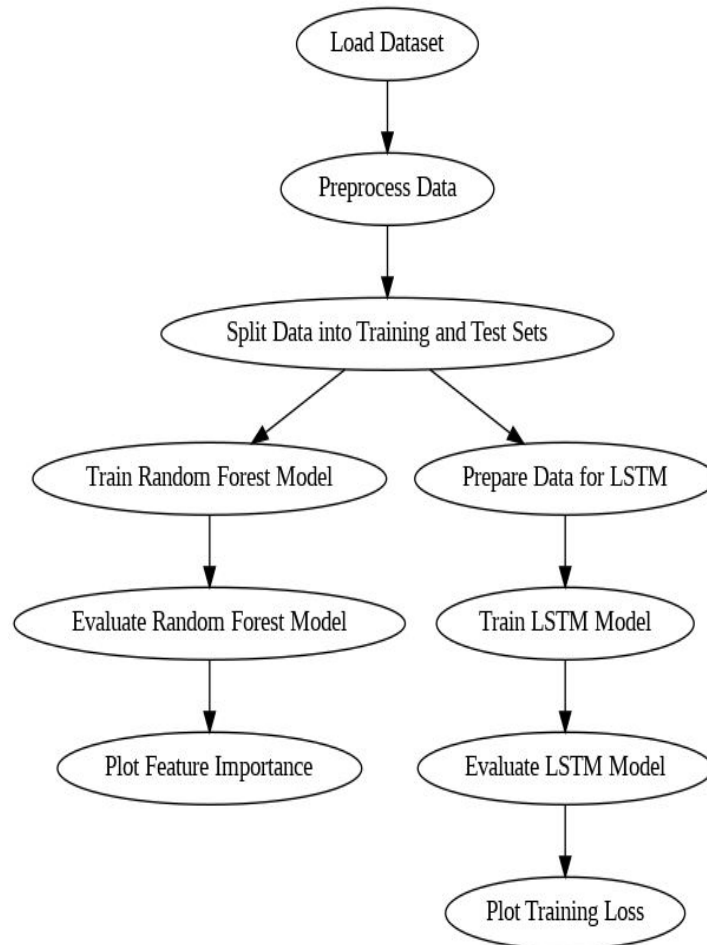 Load Dataset
Preprocess Data
Split Data into Training and Test Sets
Train Random Forest Model
Prepare Data for LSTM
Evaluate Random Forest Model
Train LSTM Model
Plot Feature Importance
Evaluate LSTM Model
Plot Training Loss